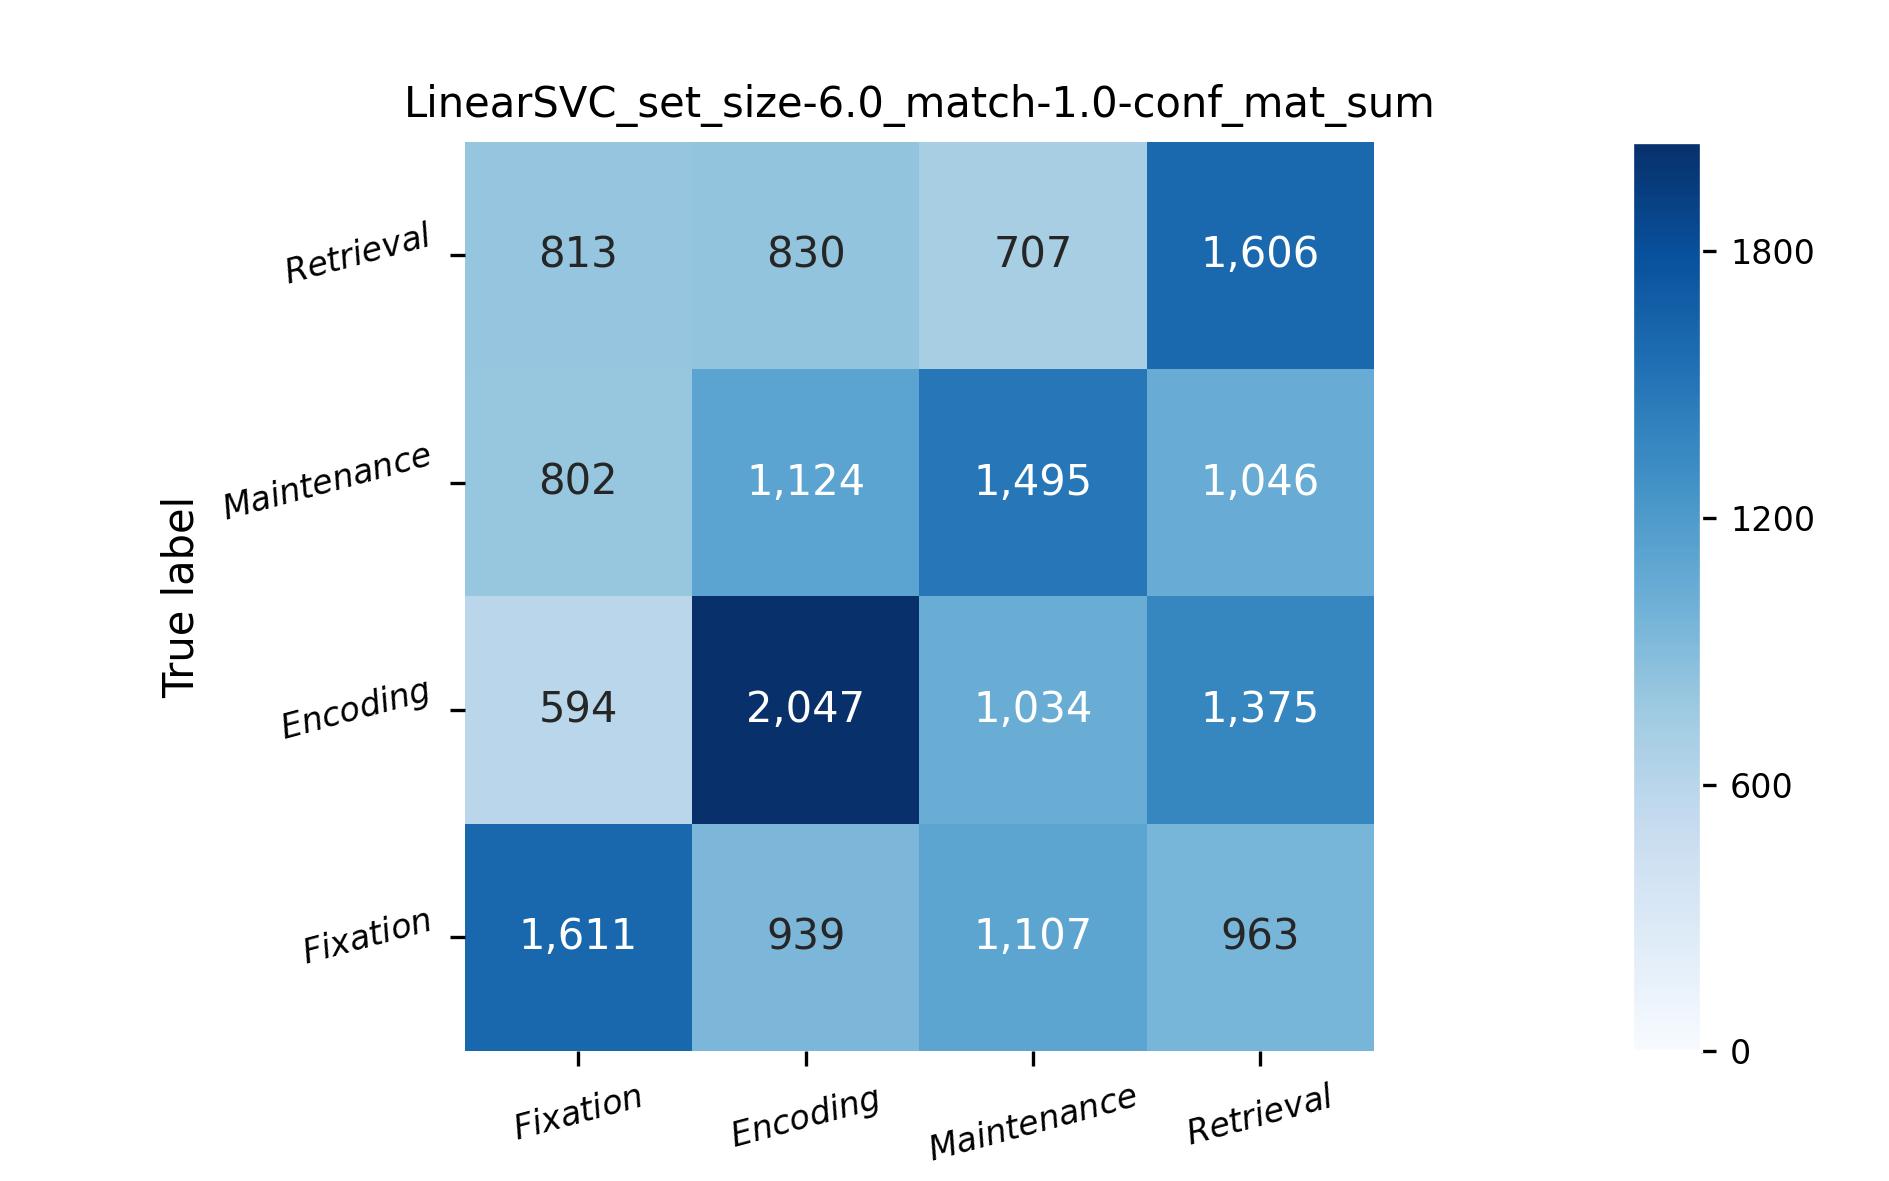 LinearSVC_set_size-6.0_match-1.0-conf_mat_sum
True label
Retrieval 813 830 707 1,606
Maintenance 802 1,124 1,495 1,046
Encoding 594 2,047 1,034 1,375
Fixation 1,611 939 1,107 963
Fixation Encoding Maintenance Retrieval
1800
1200
600
0